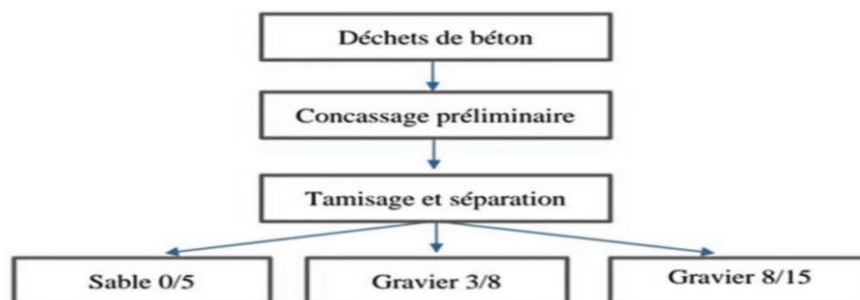 Déchets de béton
Concassage préliminaire
Tamisage et séparation
Sable 0/5
Gravier 3/8
Gravier 8/15